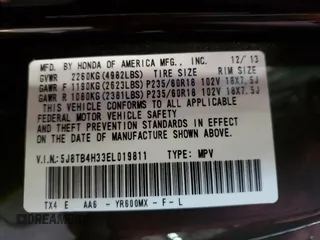 MFD. BY HONDA OF AMERICA MFG., INC. 12/13
GVWR 2260KG(4982LBS) TIRE SIZE RIM SIZE
GAWR F 1190KG(2623LBS) P235/60R18 102V 18X7.5J
GAWR R 1080KG(2381LBS) P235/60R18 102V 18X7.5J
THIS VEHICLE CONFORMS TO ALL APPLICABLE
FEDERAL MOTOR VEHICLE SAFETY AND
THEFT PREVENTION STANDARDS IN EFFECT
ON THE DATE OF MANUFACTURE SHOWN ABOVE.
V.I.N: 5J8TB4H33EL019811 TYPE: MPV
TX4 E AA6 - YR600MX - F - L
DREAMERS